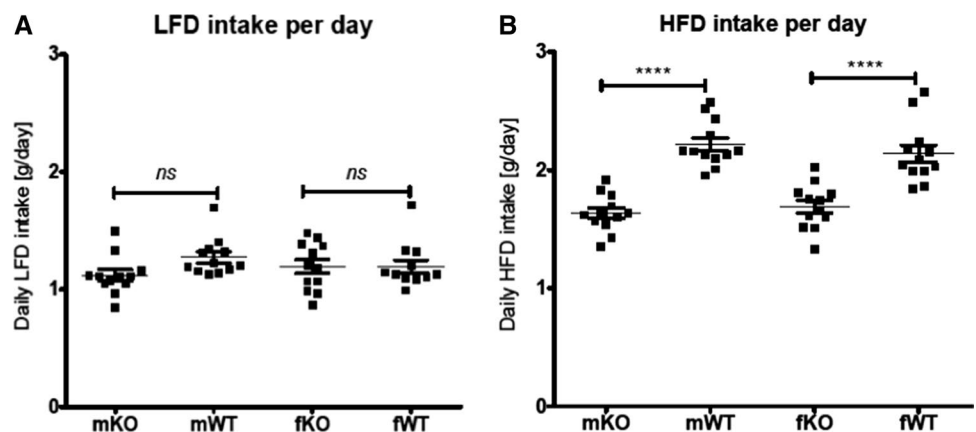 A
LFD intake per day
Daily LFD intake [g/day]
3
2
1
0
ns
ns
mKO mWT fKO fWT
B
HFD intake per day
Daily HFD intake [g/day]
3
2
1
0
****
****
mKO mWT fKO fWT